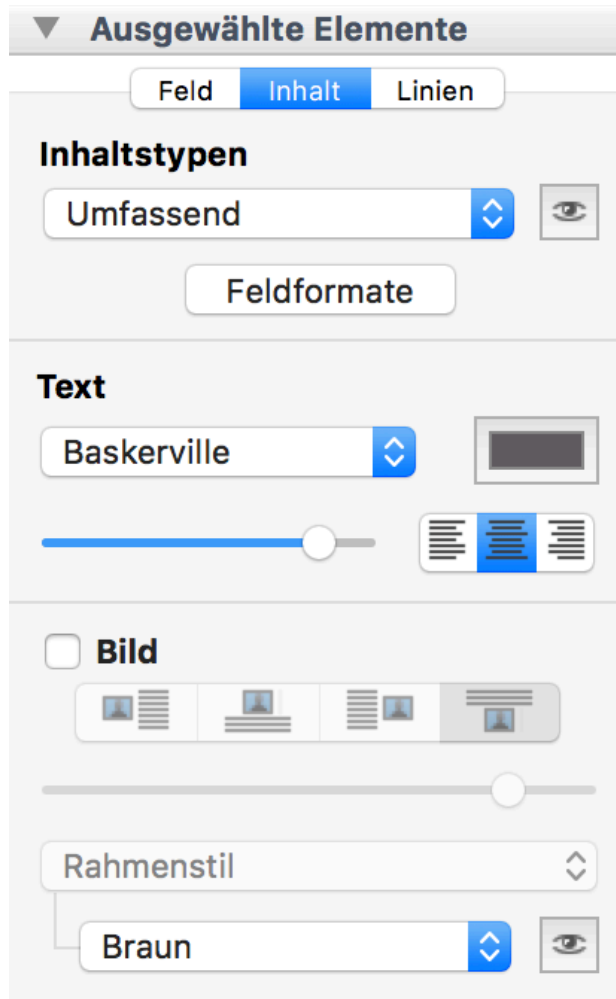 Ausgewählte Elemente
Feld Inhalt Linien
Inhaltstypen
Umfassend
Feldformate
Text
Baskerville
Bild
Rahmenstil
Braun